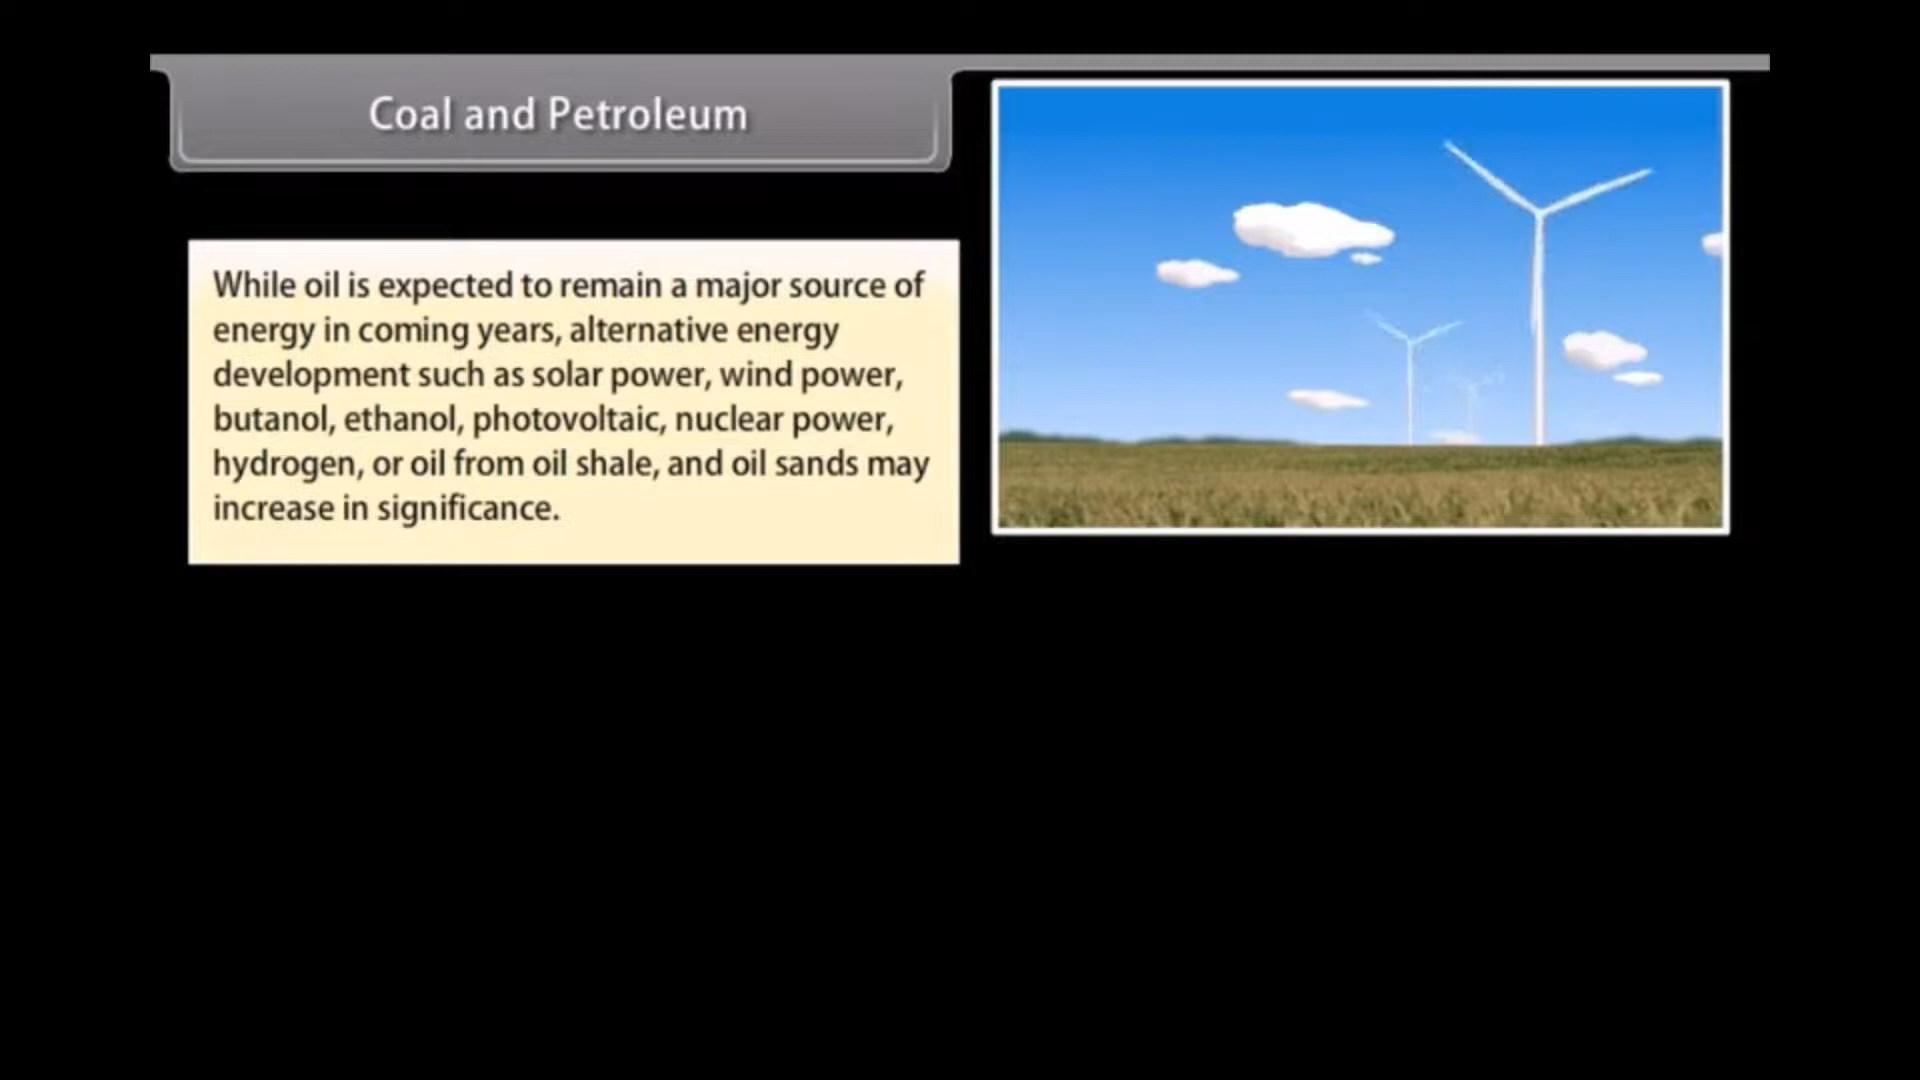 Coal and Petroleum
While oil is expected to remain a major source of
energy in coming years, alternative energy
development such as solar power, wind power,
butanol, ethanol, photovoltaic, nuclear power,
hydrogen, or oil from oil shale, and oil sands may
increase in significance.